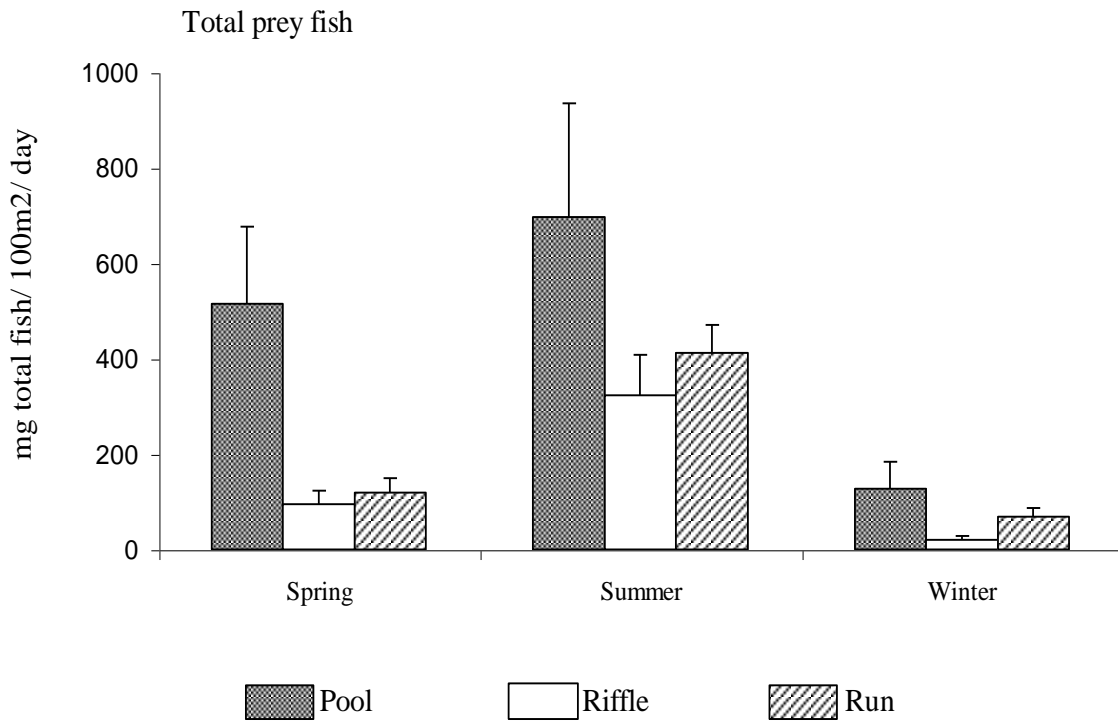 Total prey fish
mg total fish/ 100m2/ day
1000
800
600
400
200
0
Spring Summer Winter
Pool Riffle Run